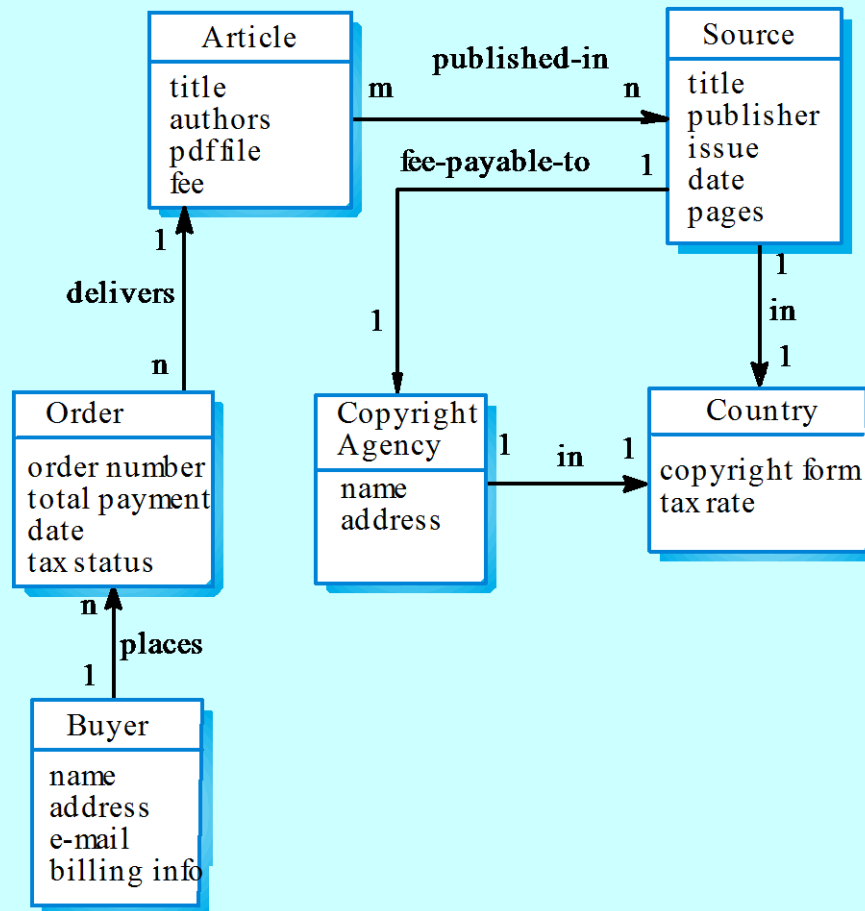 Article
title
authors
pdf file
fee
m
published-in
n
Source
title
publisher
issue
date
pages
fee-payable-to
1
1
1
in
1
1
delivers
n
Order
order number
total payment
date
tax status
Copyright
Agency
name
address
1
in
1
Country
copyright form
tax rate
n
places
1
Buyer
name
address
e-mail
billing info